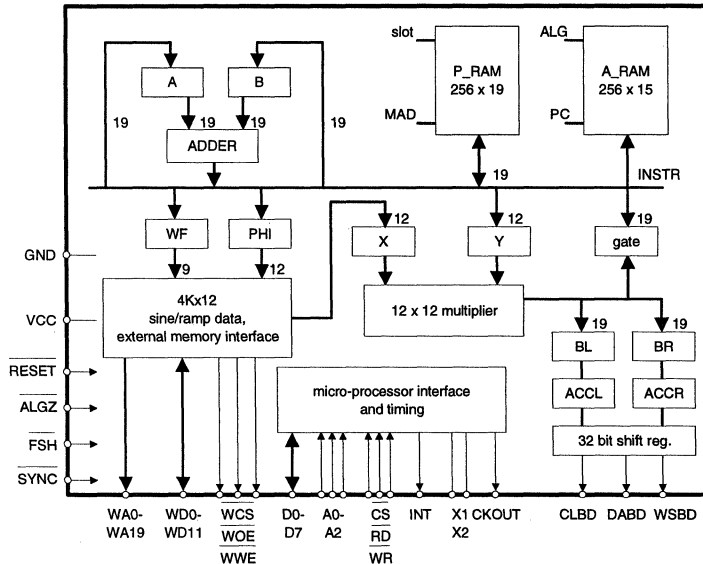 slot
P_RAM
256 x 19
MAD
ALG
A_RAM
256 x 15
PC
A
B
19
19
19
19
ADDER
19
INSTR
WF
PHI
12
X
12
Y
19
gate
9
12
GND
VCC
RESET
ALGZ
FSH
SYNC
4Kx12
sine/ramp data,
external memory interface
12 x 12 multiplier
19
BL
19
BR
ACCL
ACCR
micro-processor interface
and timing
32 bit shift reg.
WA0-
WA19
WD0-
WD11
WCS
WOE
WWE
D0-
D7
A0-
A2
CS
RD
WR
INT
X1
X2
CKOUT
CLBD
DABD
WSBD